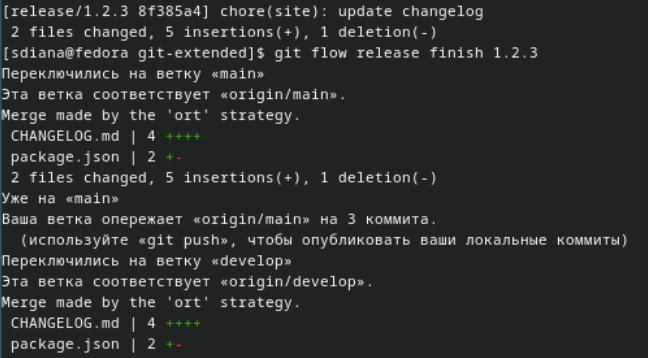 [release/1.2.3 8f385a4] chore(site): update changelog
 2 files changed, 5 insertions(+), 1 deletion(-)
[sdiana@fedora git-extended]$ git flow release finish 1.2.3
Переключились на ветку «main»
Эта ветка соответствует «origin/main».
Merge made by the 'ort' strategy.
 CHANGELOG.md | 4 ++++
 package.json | 2 +-
 2 files changed, 5 insertions(+), 1 deletion(-)
Уже на «main»
Ваша ветка опережает «origin/main» на 3 коммита.
  (используйте «git push», чтобы опубликовать ваши локальные коммиты)
Переключились на ветку «develop»
Эта ветка соответствует «origin/develop».
Merge made by the 'ort' strategy.
 CHANGELOG.md | 4 ++++
 package.json | 2 +-